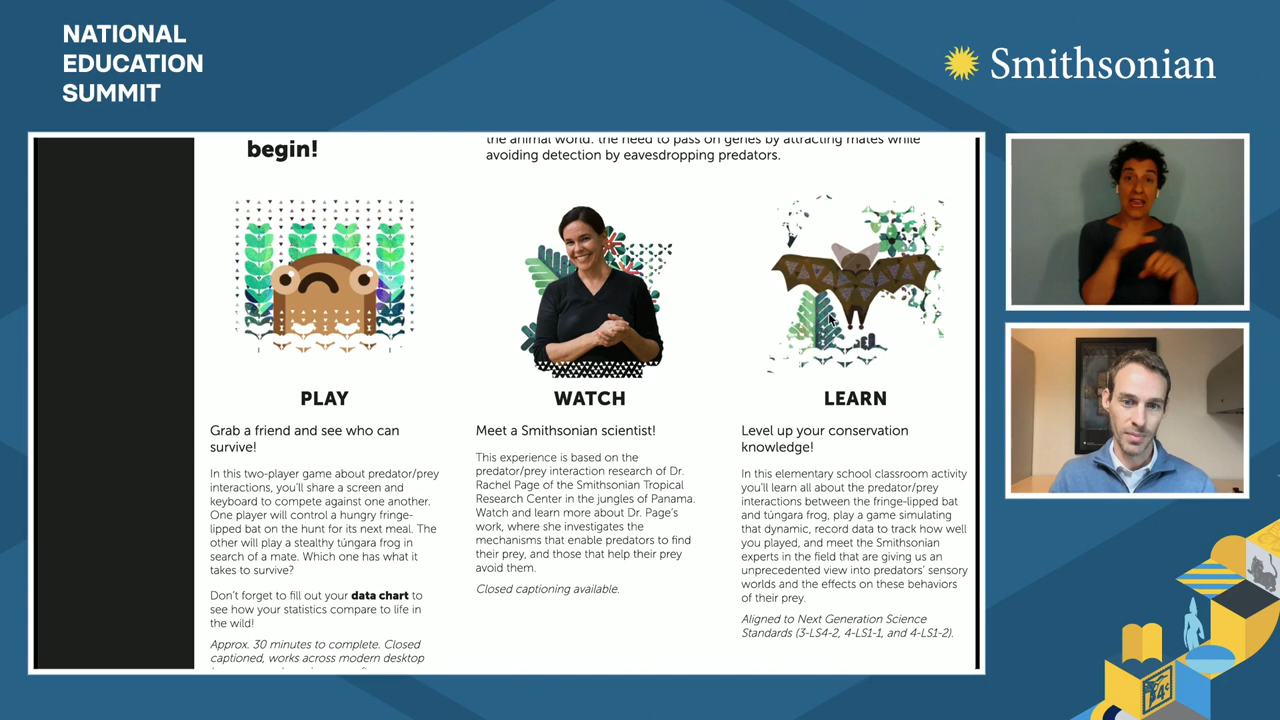 NATIONAL
EDUCATION
SUMMIT
Smithsonian
begin!
the animal world: the need to pass on genes by attracting mates while
avoiding detection by eavesdropping predators.
PLAY
Grab a friend and see who can
survive!
In this two-player game about predator/prey
interactions, you'll share a screen and
keyboard to compete against one another.
One player will control a hungry fringe-
lipped bat on the hunt for its next meal. The
other will play a stealthy túngara frog in
search of a mate. Which one has what it
takes to survive?
Don't forget to fill out your data chart to
see how your statistics compare to life in
the wild!
Approx. 30 minutes to complete. Closed
captioned, works across modern desktop
WATCH
Meet a Smithsonian scientist!
This experience is based on the
predator/prey interaction research of Dr.
Rachel Page of the Smithsonian Tropical
Research Center in the jungles of Panama.
Watch and learn more about Dr. Page's
work, where she investigates the
mechanisms that enable predators to find
their prey, and those that help their prey
avoid them.
Closed captioning available.
LEARN
Level up your conservation
knowledge!
In this elementary school classroom activity
you'll learn all about the predator/prey
interactions between the fringe-lipped bat
and túngara frog, play a game simulating
that dynamic, record data to track how well
you played, and meet the Smithsonian
experts in the field that are giving us an
unprecedented view into predators' sensory
worlds and the effects on these behaviors
of their prey.
Aligned to Next Generation Science
Standards (3-LS4-2, 4-LS1-1, and 4-LS1-2).